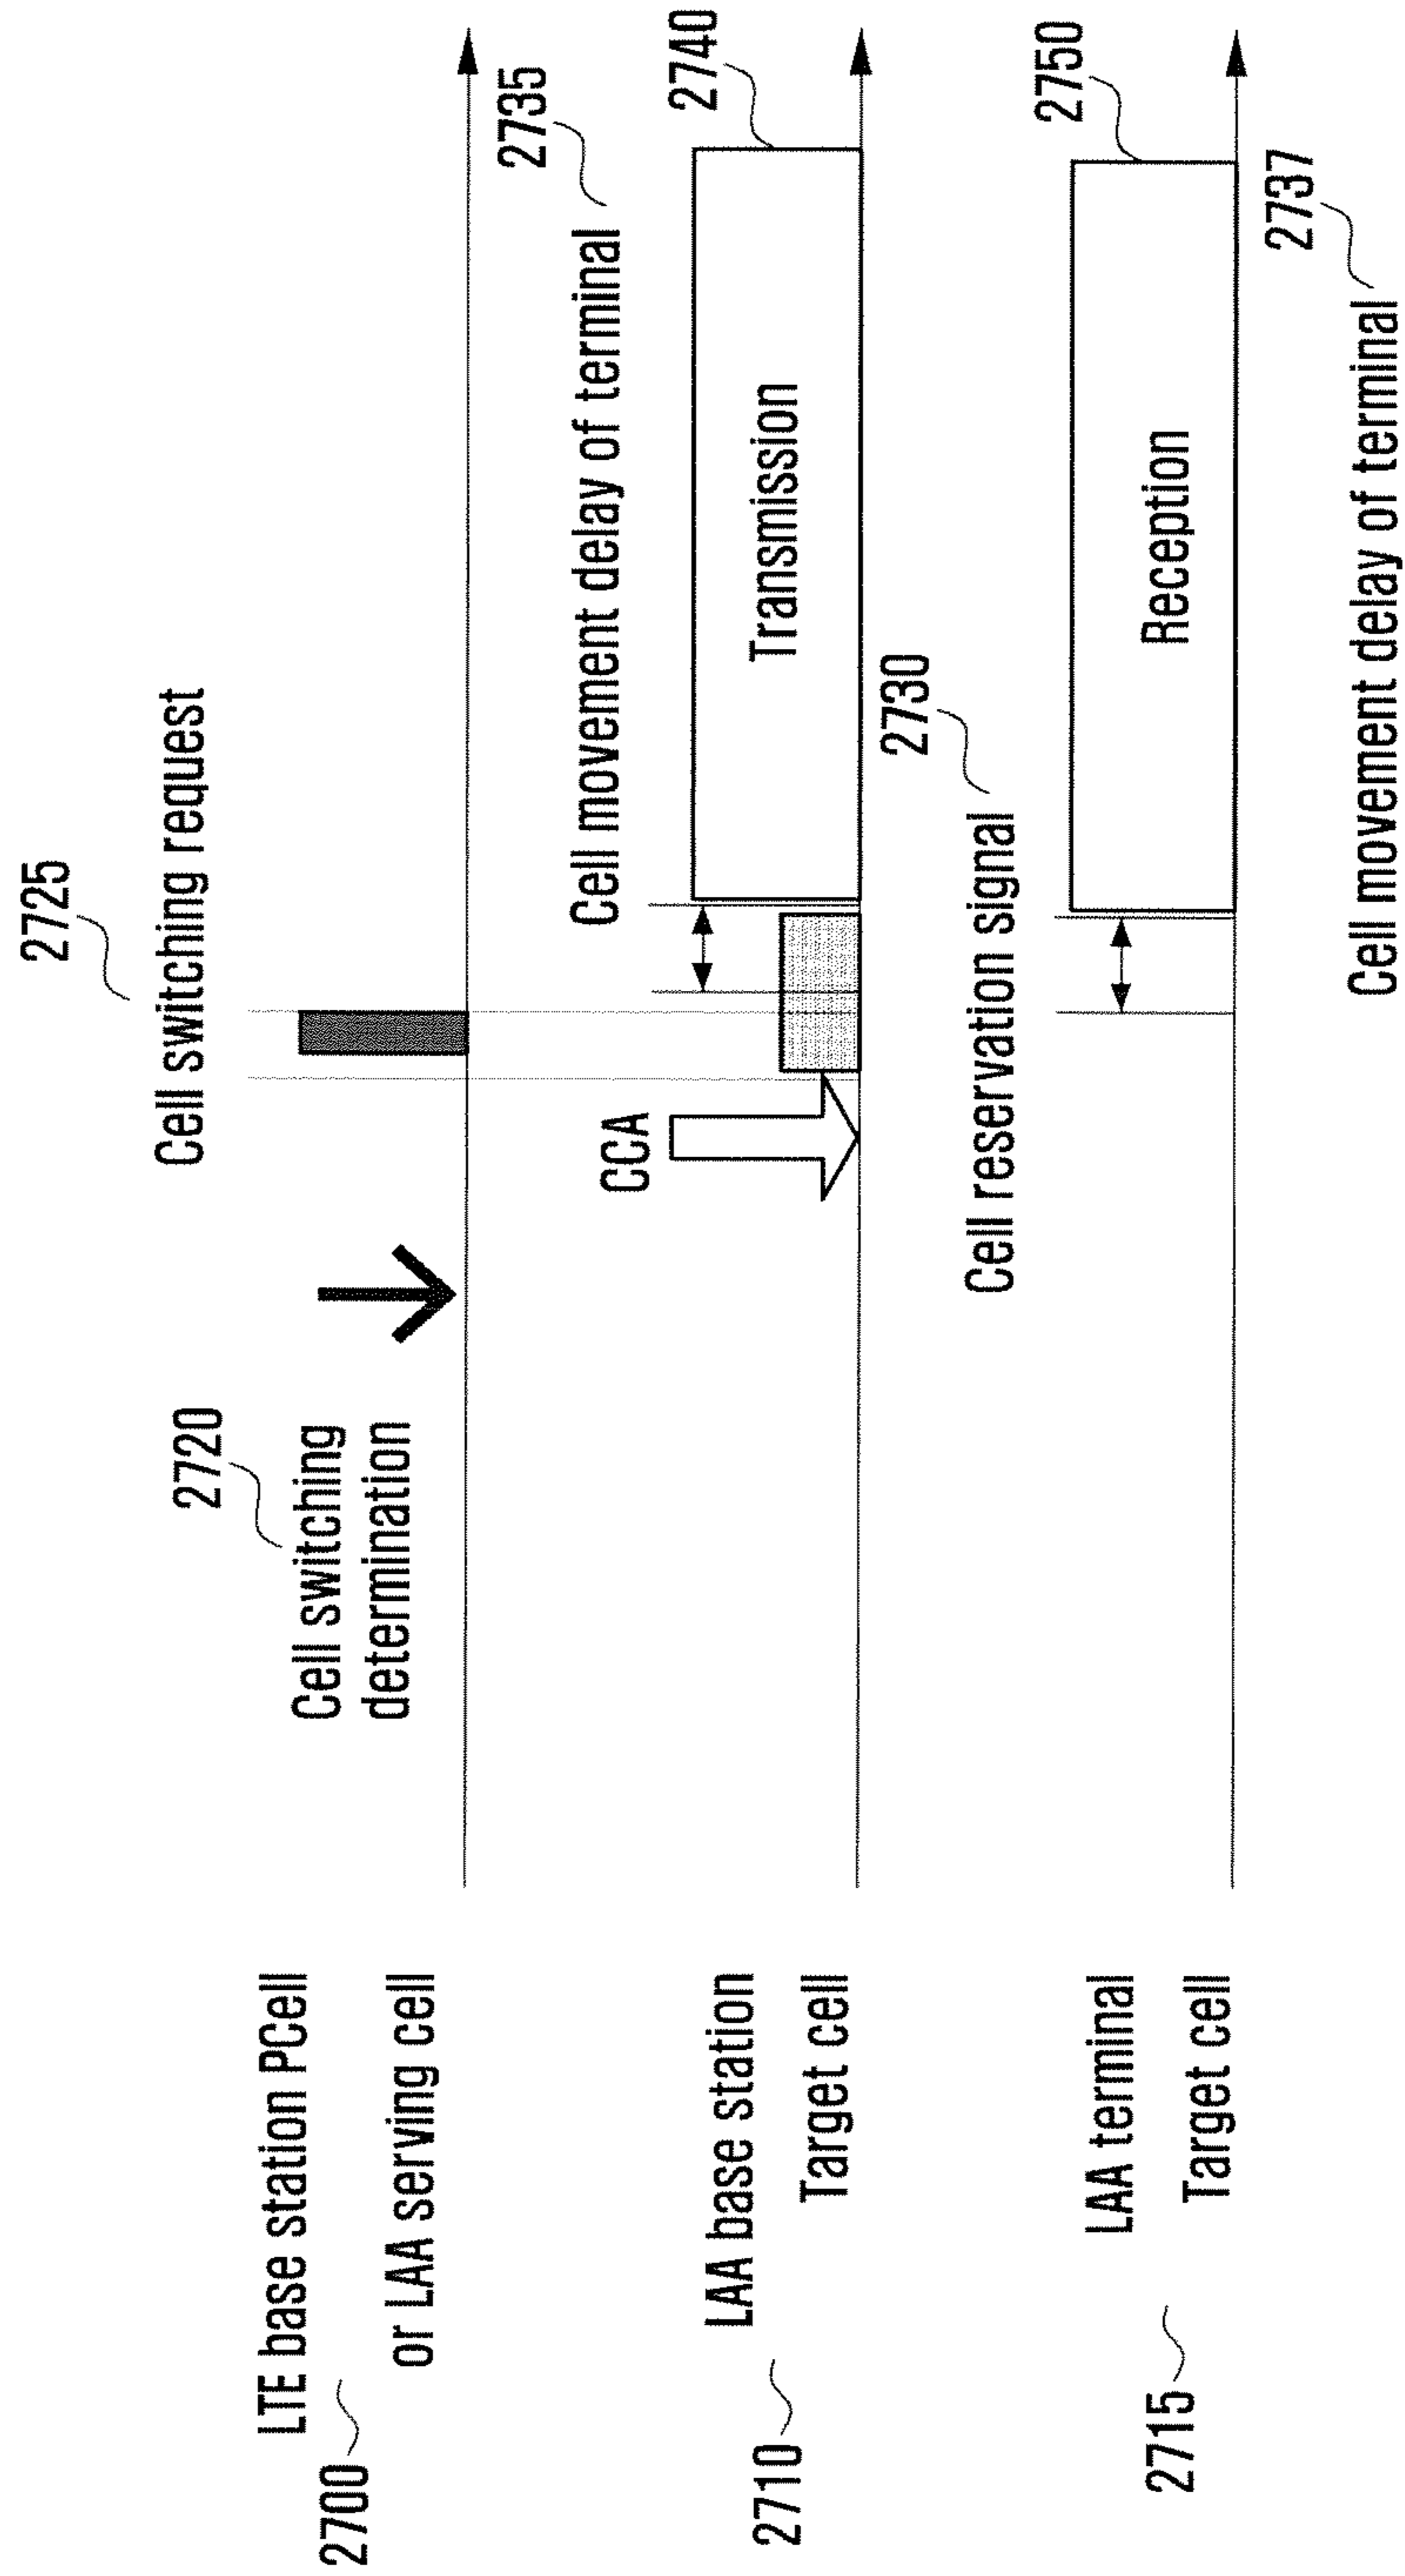 2725
Cell switching request
2720
Cell switching
determination
LTE base station PCell
or LAA serving cell
2700
2735
Cell movement delay of terminal
2740
CCA
Transmission
LAA base station
Target cell
2710
2730
Cell reservation signal
2750
Reception
LAA terminal
Target cell
2715
2737
Cell movement delay of terminal